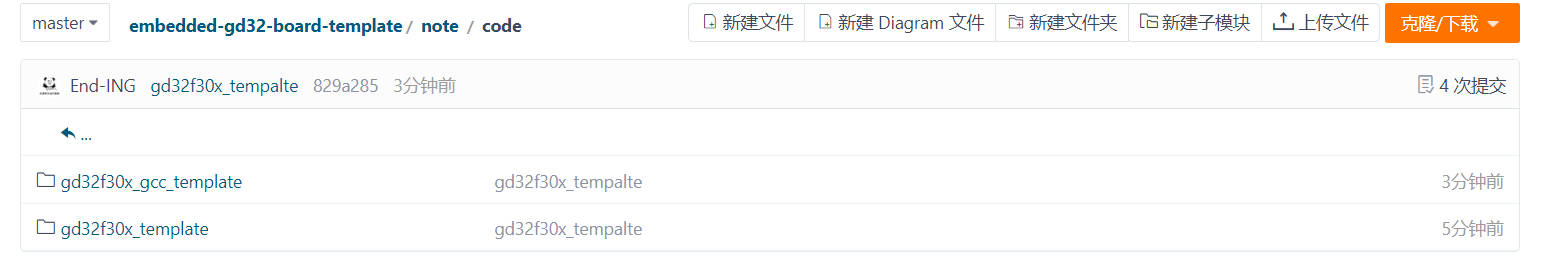 master embedded-gd32-board-template / note / code 新建文件 新建 Diagram 文件 新建文件夹 新建子模块 上传文件 克隆/下载
End-ING gd32f30x_tempalte 829a285 3分钟前 4 次提交
...
gd32f30x_gcc_template gd32f30x_tempalte 3分钟前
gd32f30x_template gd32f30x_tempalte 5分钟前